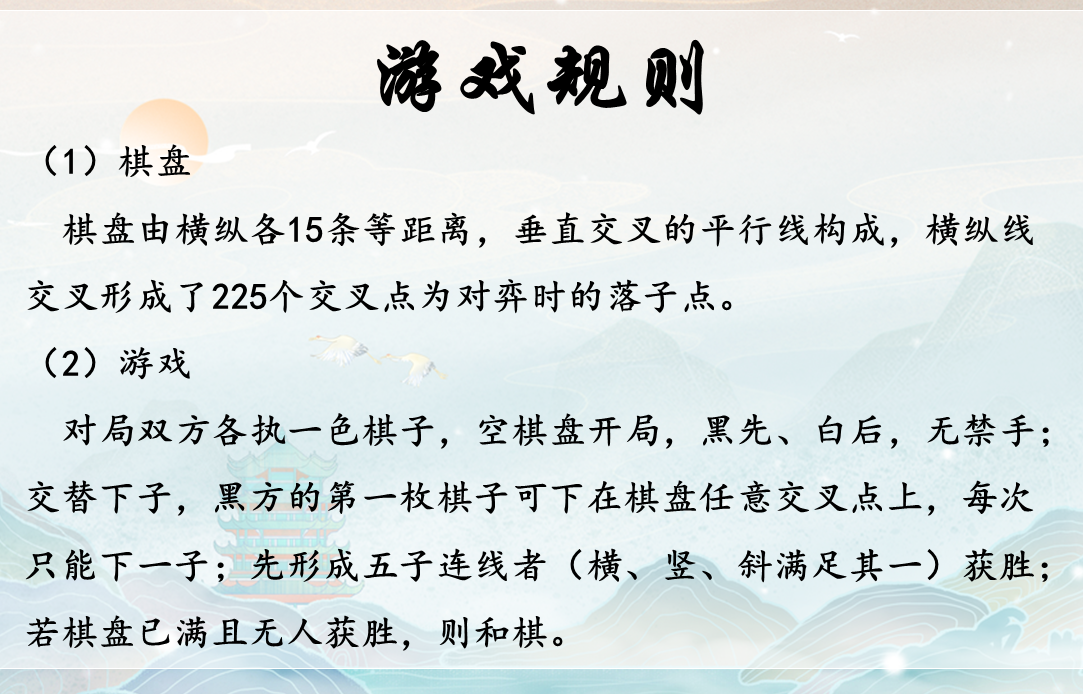 游戏规则
（1）棋盘
棋盘由横纵各15条等距离，垂直交叉的平行线构成，横纵线
交叉形成了225个交叉点为对弈时的落子点。
（2）游戏
对局双方各执一色棋子，空棋盘开局，黑先、白后，无禁手；
交替下子，黑方的第一枚棋子可下在棋盘任意交叉点上，每次
只能下一子；先形成五子连线者（横、竖、斜满足其一）获胜；
若棋盘已满且无人获胜，则和棋。